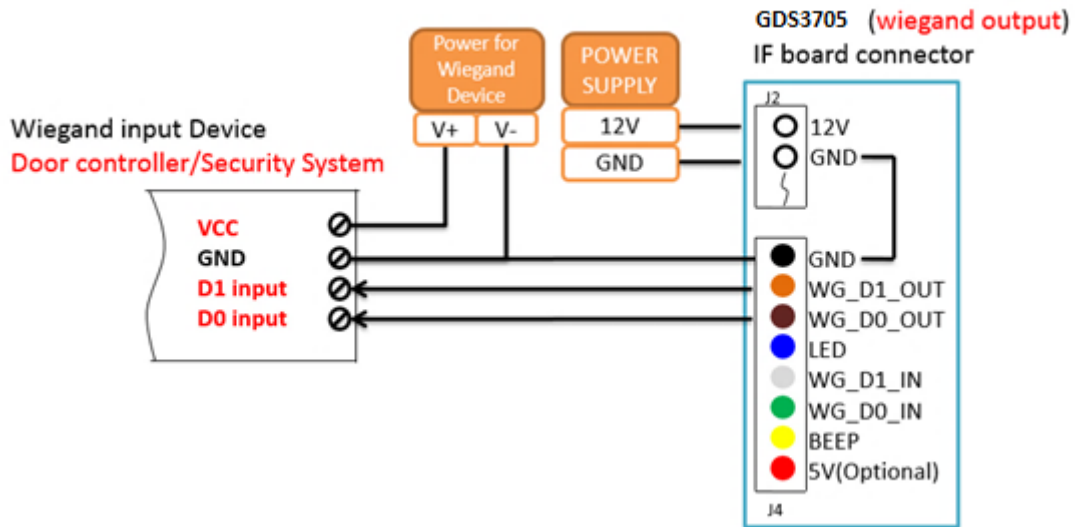 GDS3705 (wiegand output)
IF board connector
Power for
Wiegand
Device
V+ V-
POWER
SUPPLY
12V
GND
Wiegand input Device
Door controller/Security System
VCC
GND
D1 input
D0 input
J2
12V
GND
GND
WG_D1_OUT
WG_D0_OUT
LED
WG_D1_IN
WG_D0_IN
BEEP
5V(Optional)
J4